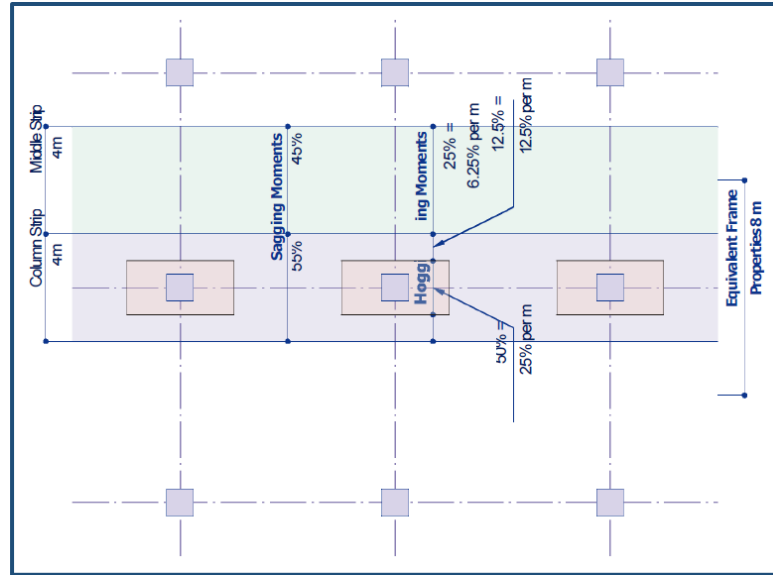 Middle Strip
4m
Column Strip
4m
Sagging Moments
45%
55%
Hoggi
ing Moments
25% =
6.25% per m
12.5% =
12.5% per m
50% =
25% per m
Equivalent Frame
Properties 8 m